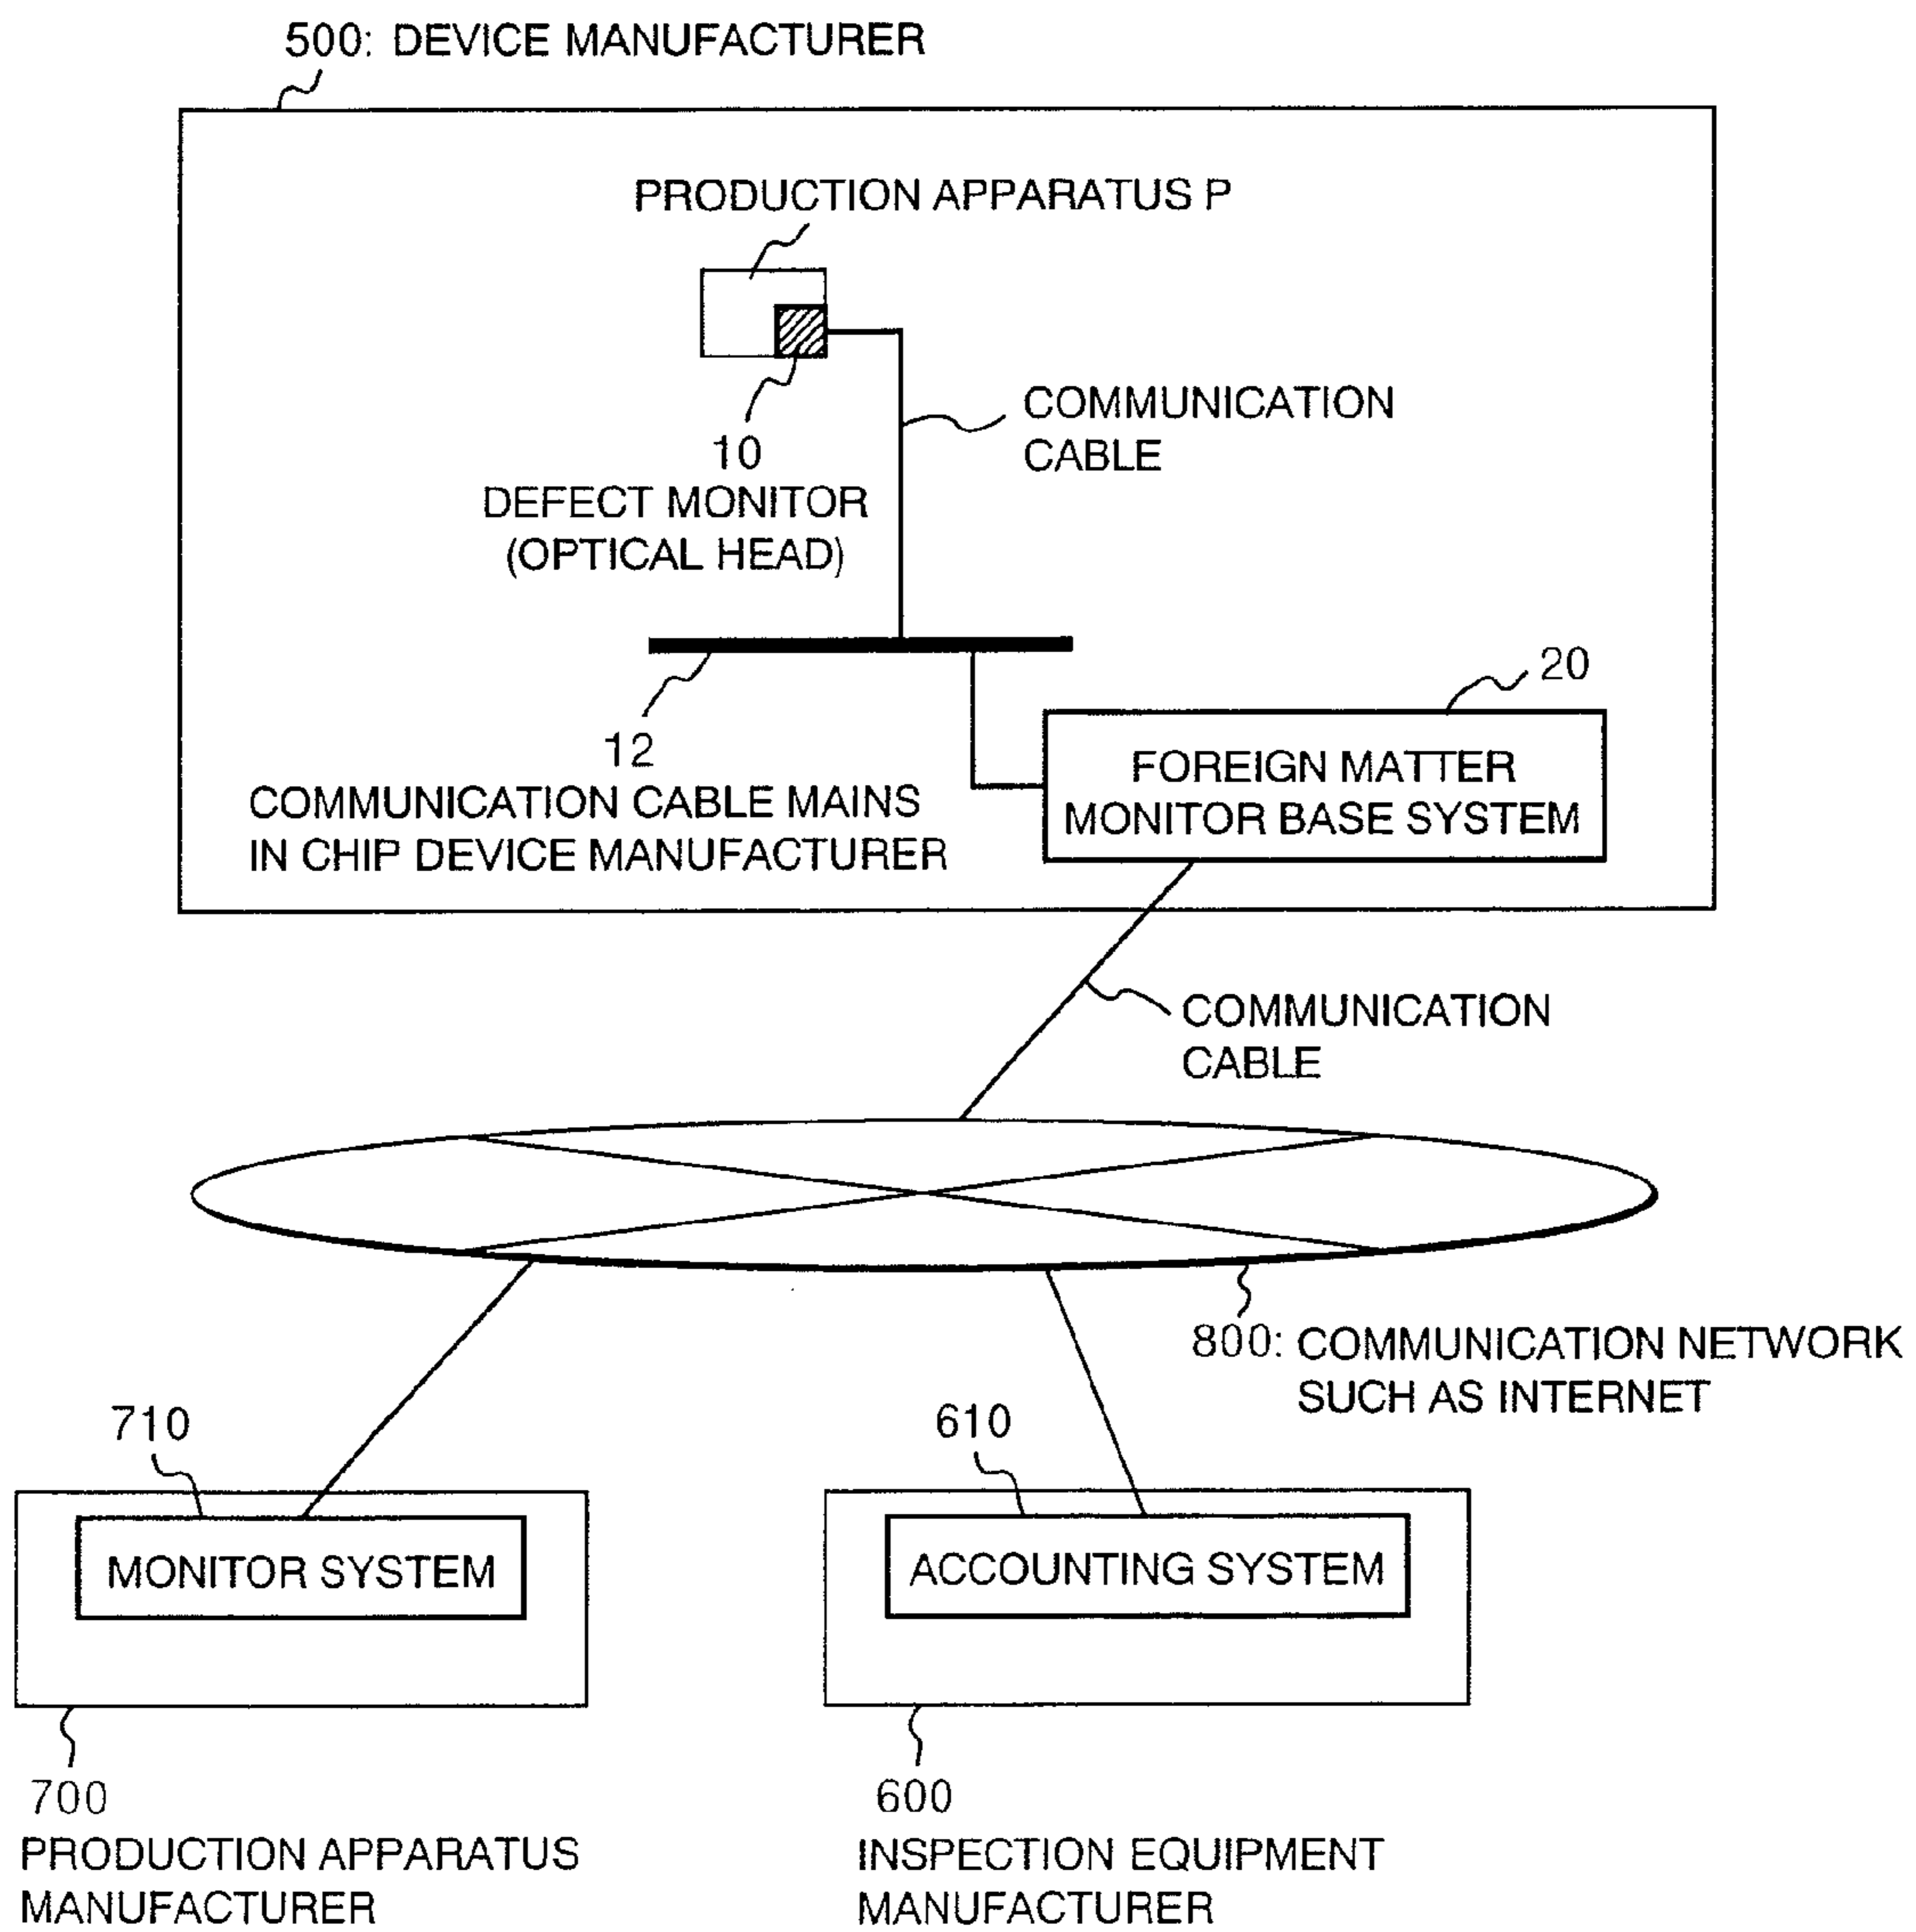 500: DEVICE MANUFACTURER
PRODUCTION APPARATUS P
COMMUNICATION
CABLE
10
DEFECT MONITOR
(OPTICAL HEAD)
20
12
COMMUNICATION CABLE MAINS
IN CHIP DEVICE MANUFACTURER
FOREIGN MATTER
MONITOR BASE SYSTEM
COMMUNICATION
CABLE
800: COMMUNICATION NETWORK
SUCH AS INTERNET
710
MONITOR SYSTEM
610
ACCOUNTING SYSTEM
700
PRODUCTION APPARATUS
MANUFACTURER
600
INSPECTION EQUIPMENT
MANUFACTURER